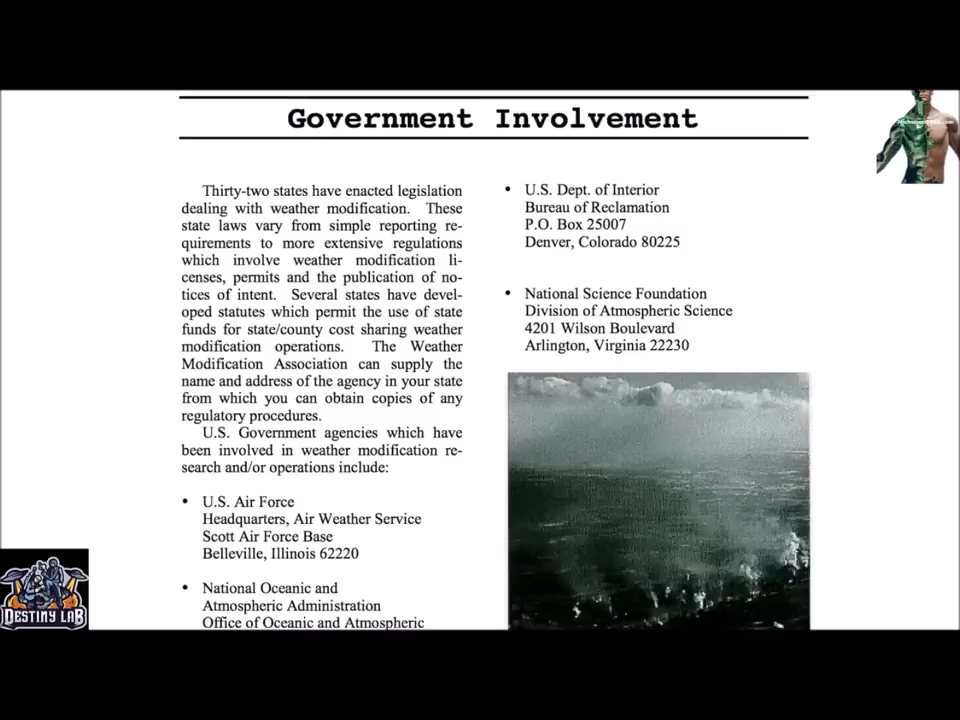 Government Involvement
Thirty-two states have enacted legislation
dealing with weather modification. These
state laws vary from simple reporting re-
quirements to more extensive regulations
which involve weather modification li-
censes, permits and the publication of no-
tices of intent. Several states have devel-
oped statutes which permit the use of state
funds for state/county cost sharing weather
modification operations. The Weather
Modification Association can supply the
name and address of the agency in your state
from which you can obtain copies of any
regulatory procedures.
U.S. Government agencies which have
been involved in weather modification re-
search and/or operations include:
• U.S. Air Force
Headquarters, Air Weather Service
Scott Air Force Base
Belleville, Illinois 62220
• National Oceanic and
Atmospheric Administration
Office of Oceanic and Atmospheric
• U.S. Dept. of Interior
Bureau of Reclamation
P.O. Box 25007
Denver, Colorado 80225
• National Science Foundation
Division of Atmospheric Science
4201 Wilson Boulevard
Arlington, Virginia 22230
DESTINY LAB